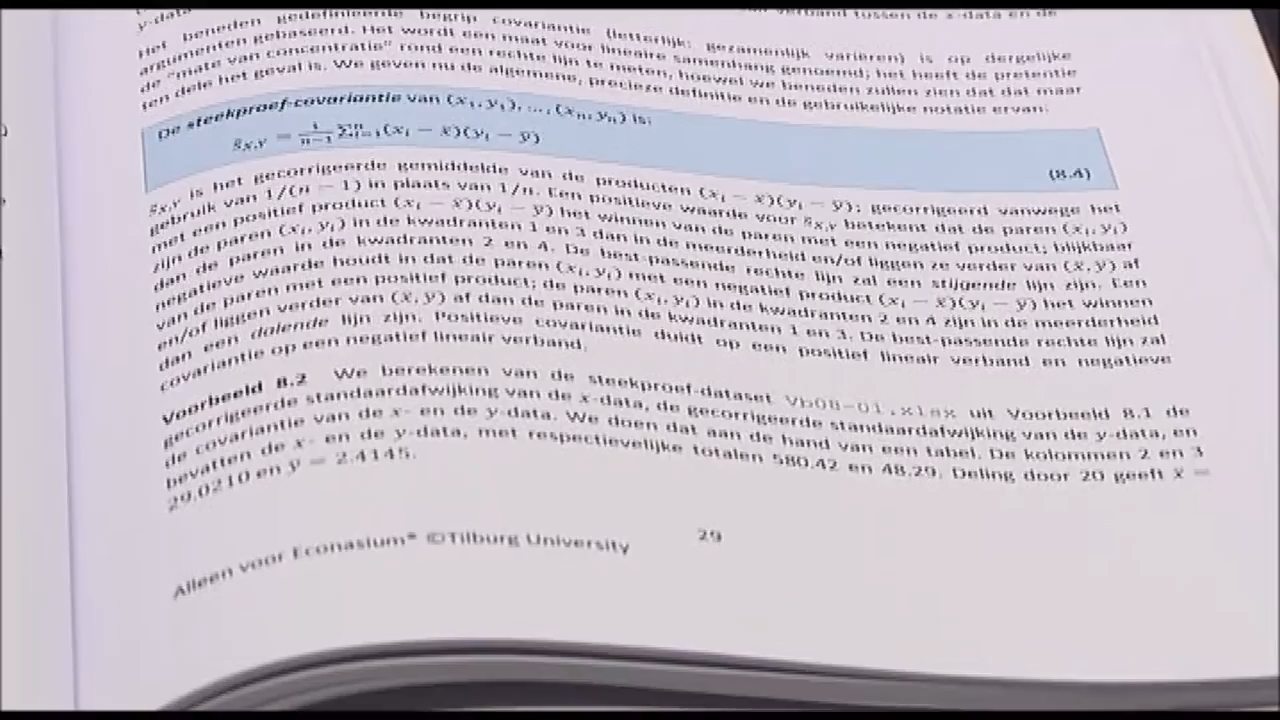 y-data verband tussen de x-data en de
Het beneden gedefinieerde begrip covariantie (letterlijk: gezamenlijk variëren) is op dergelijke
argumenten gebaseerd. Het wordt een maat voor lineaire samenhang genoemd; het heeft de pretentie
de "mate van concentratie" rond een rechte lijn te meten, hoewel we beneden zullen zien dat dat maar
ten dele het geval is. We geven nu de algemene, precieze definitie en de gebruikelijke notatie ervan:
De steekproef-covariantie van (x₁, y₁), ..., (xₙ, yₙ) is:
s̄X,Y = 1/(n−1) ∑ⁿᵢ₌₁(xᵢ − x̄)(yᵢ − ȳ)
(8.4)
s̄X,Y is het gecorrigeerde gemiddelde van de producten (xᵢ − x̄)(yᵢ − ȳ); gecorrigeerd vanwege het
gebruik van 1/(n − 1) in plaats van 1/n. Een positieve waarde voor s̄X,Y betekent dat de paren (xᵢ, yᵢ)
met een positief product (xᵢ − x̄)(yᵢ − ȳ) het winnen van de paren met een negatief product; blijkbaar
zijn de paren (xᵢ, yᵢ) in de kwadranten 1 en 3 dan in de meerderheid en/of liggen ze verder van (x̄, ȳ) af
dan de paren in de kwadranten 2 en 4. De best-passende rechte lijn zal een stijgende lijn zijn. Een
negatieve waarde houdt in dat de paren (xᵢ, yᵢ) met een negatief product (xᵢ − x̄)(yᵢ − ȳ) het winnen
van de paren met een positief product; de paren (xᵢ, yᵢ) in de kwadranten 2 en 4 zijn in de meerderheid
en/of liggen verder van (x̄, ȳ) af dan de paren in de kwadranten 1 en 3. De best-passende rechte lijn zal
dan een dalende lijn zijn. Positieve covariantie duidt op een positief lineair verband en negatieve
covariantie op een negatief lineair verband.
Voorbeeld 8.2 We berekenen van de steekproef-dataset Vb08-01.xlsx uit Voorbeeld 8.1 de
gecorrigeerde standaardafwijking van de x-data, de gecorrigeerde standaardafwijking van de y-data, en
de covariantie van de x- en de y-data. We doen dat aan de hand van een tabel. De kolommen 2 en 3
bevatten de x- en de y-data, met respectievelijke totalen 580.42 en 48.29. Deling door 20 geeft x̄ =
29.0210 en ȳ = 2.4145.
Alleen voor Econasium® ©Tilburg University 29